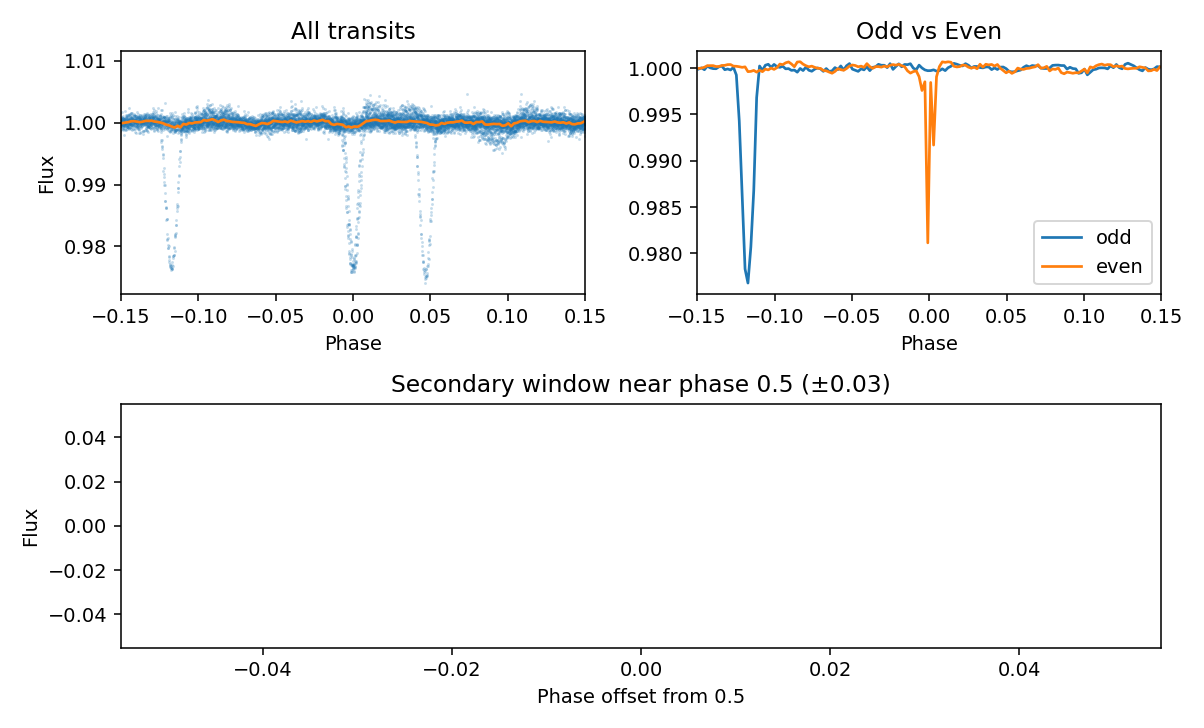 All transits
1.01
1.00
0.99
0.98
Flux
−0.15 −0.10 −0.05 0.00 0.05 0.10 0.15
Phase
Odd vs Even
1.000
0.995
0.990
0.985
0.980
odd
even
−0.15 −0.10 −0.05 0.00 0.05 0.10 0.15
Phase
Secondary window near phase 0.5 (±0.03)
0.04
0.02
0.00
−0.02
−0.04
Flux
−0.04 −0.02 0.00 0.02 0.04
Phase offset from 0.5